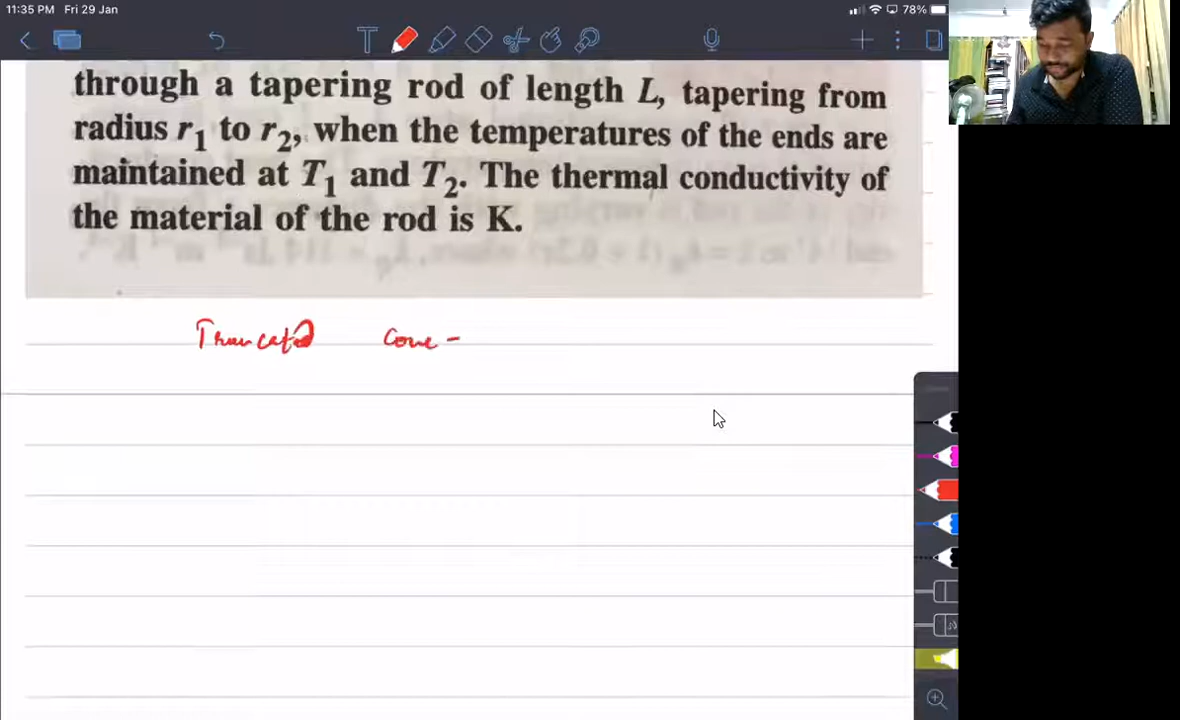 11:35 PM Fri 29 Jan
78%
through a tapering rod of length L, tapering from
radius r₁ to r₂, when the temperatures of the ends are
maintained at T₁ and T₂. The thermal conductivity of
the material of the rod is K.
Truncated Cone -